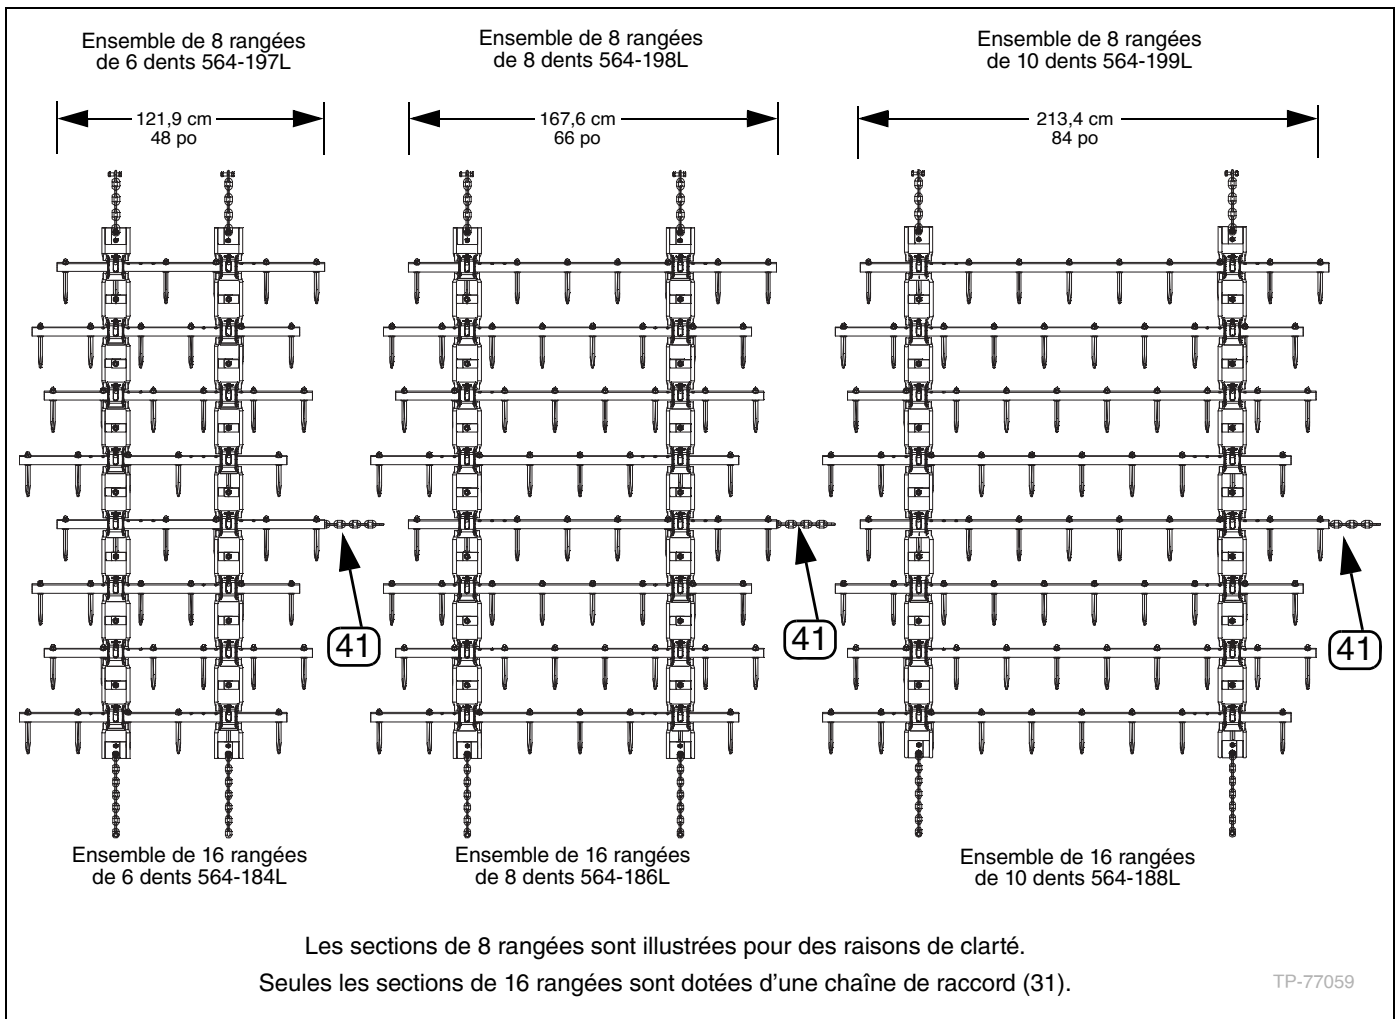 Ensemble de 8 rangées
de 6 dents 564-197L
Ensemble de 8 rangées
de 8 dents 564-198L
Ensemble de 8 rangées
de 10 dents 564-199L
121,9 cm
48 po
167,6 cm
66 po
213,4 cm
84 po
41
41
41
Ensemble de 16 rangées
de 6 dents 564-184L
Ensemble de 16 rangées
de 8 dents 564-186L
Ensemble de 16 rangées
de 10 dents 564-188L
Les sections de 8 rangées sont illustrées pour des raisons de clarté.
Seules les sections de 16 rangées sont dotées d'une chaîne de raccord (31).
TP-77059